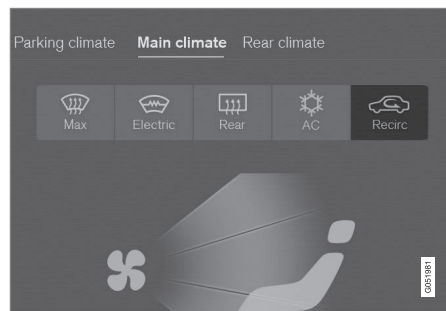 Parking climate Main climate Rear climate
Max Electric Rear AC Recirc
G051981